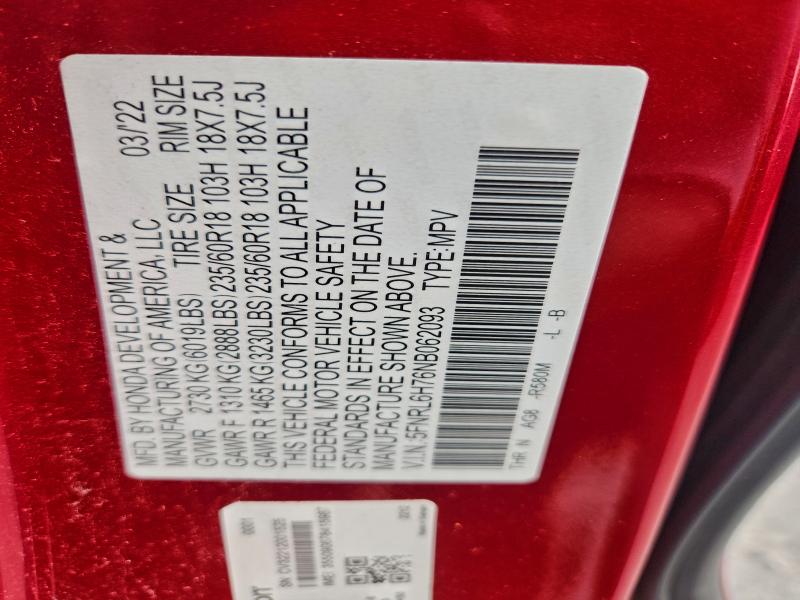 MFD. BY HONDA DEVELOPMENT &
MANUFACTURING OF AMERICA, LLC 03/'22
GVWR 2730 KG (6019LBS) TIRE SIZE RIM SIZE
GAWR F 1310 KG (2888LBS) 235/60R18 103H 18X7.5J
GAWR R 1465 KG (3230LBS) 235/60R18 103H 18X7.5J
THIS VEHICLE CONFORMS TO ALL APPLICABLE
FEDERAL MOTOR VEHICLE SAFETY
STANDARDS IN EFFECT ON THE DATE OF
MANUFACTURE SHOWN ABOVE.
V.I.N.:5FNRL6H76NB062093 TYPE:MPV
THR N AG8 -R580M -L -B
0001